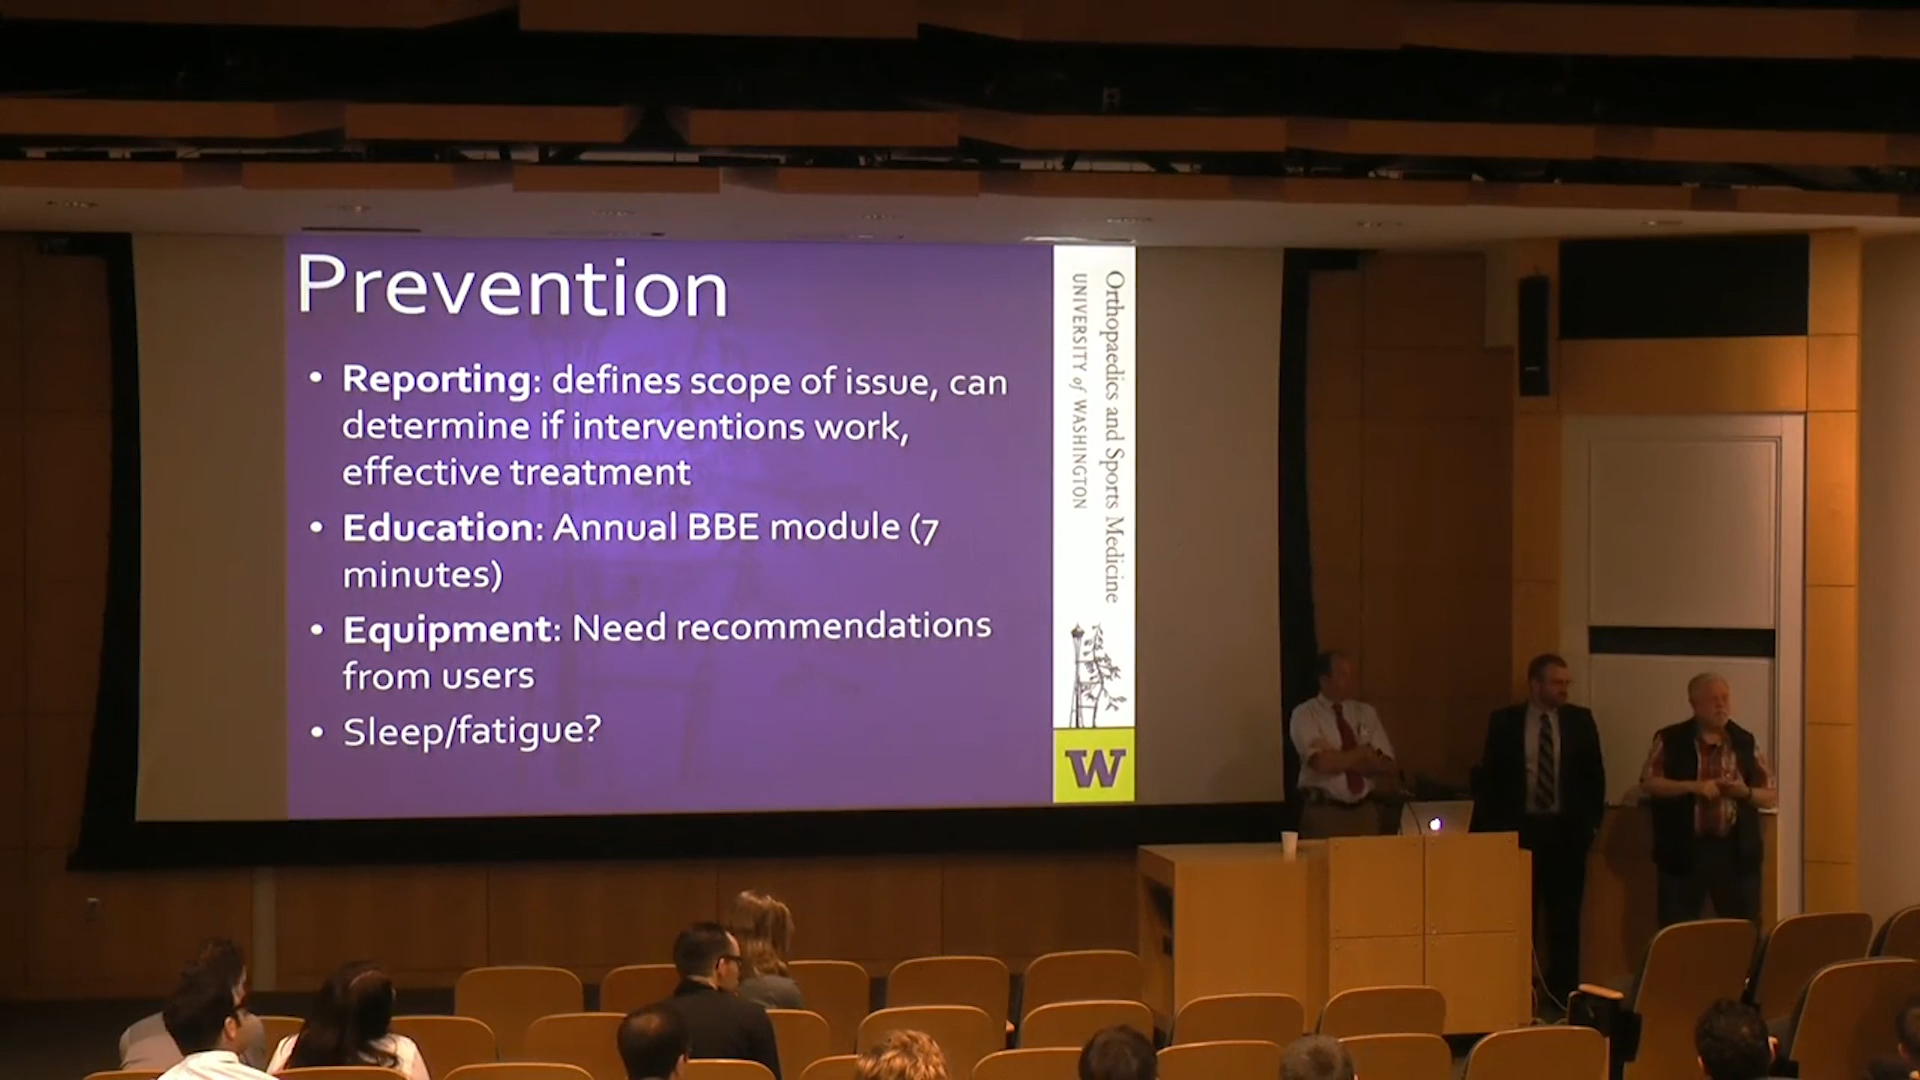 Prevention
• Reporting: defines scope of issue, can
determine if interventions work,
effective treatment
• Education: Annual BBE module (7
minutes)
• Equipment: Need recommendations
from users
• Sleep/fatigue?
Orthopaedics and Sports Medicine
UNIVERSITY of WASHINGTON
W